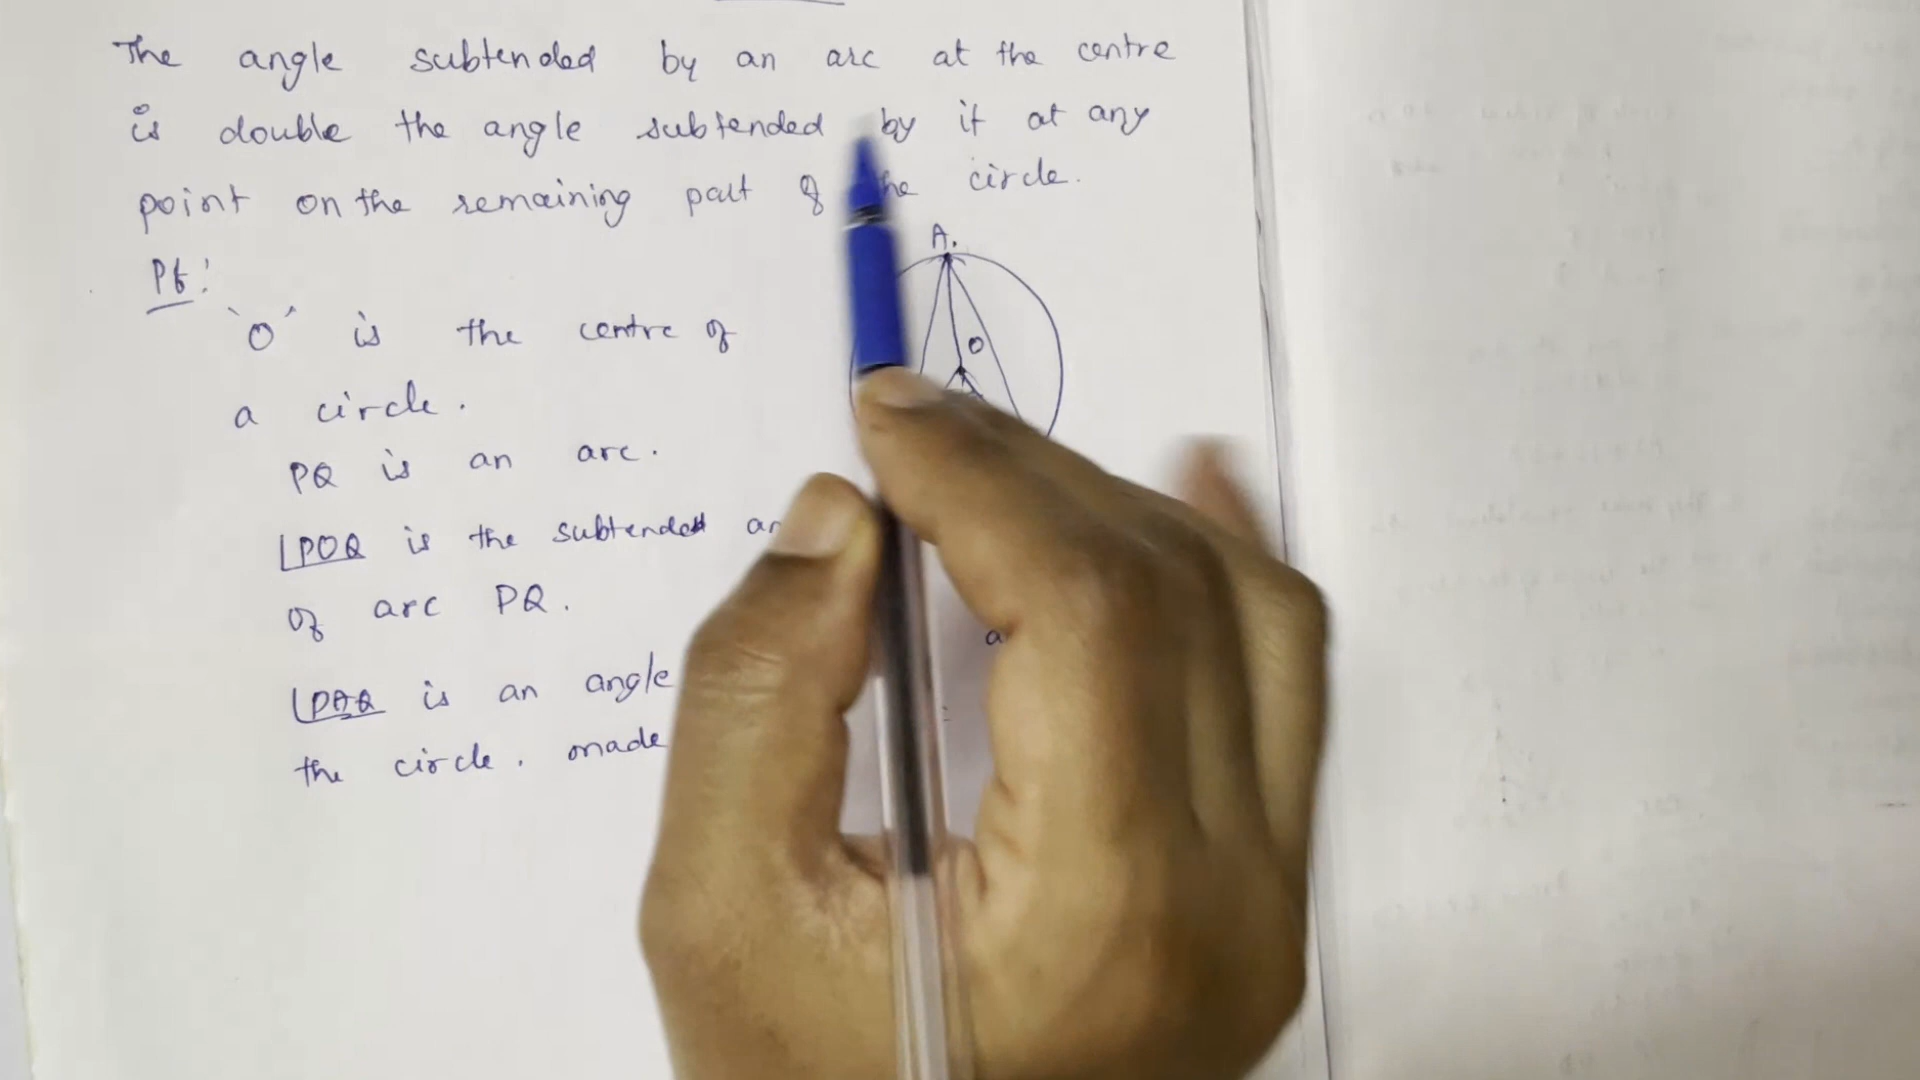 The angle subtended by an arc at the centre
is double the angle subtended by it at any
point on the remaining part of the circle.
Pf:
A.
'O' is the centre of
O
a circle.
PQ is an arc.
∠POQ is the subtended
of arc PQ.
∠PAQ is an angle
the circle. made